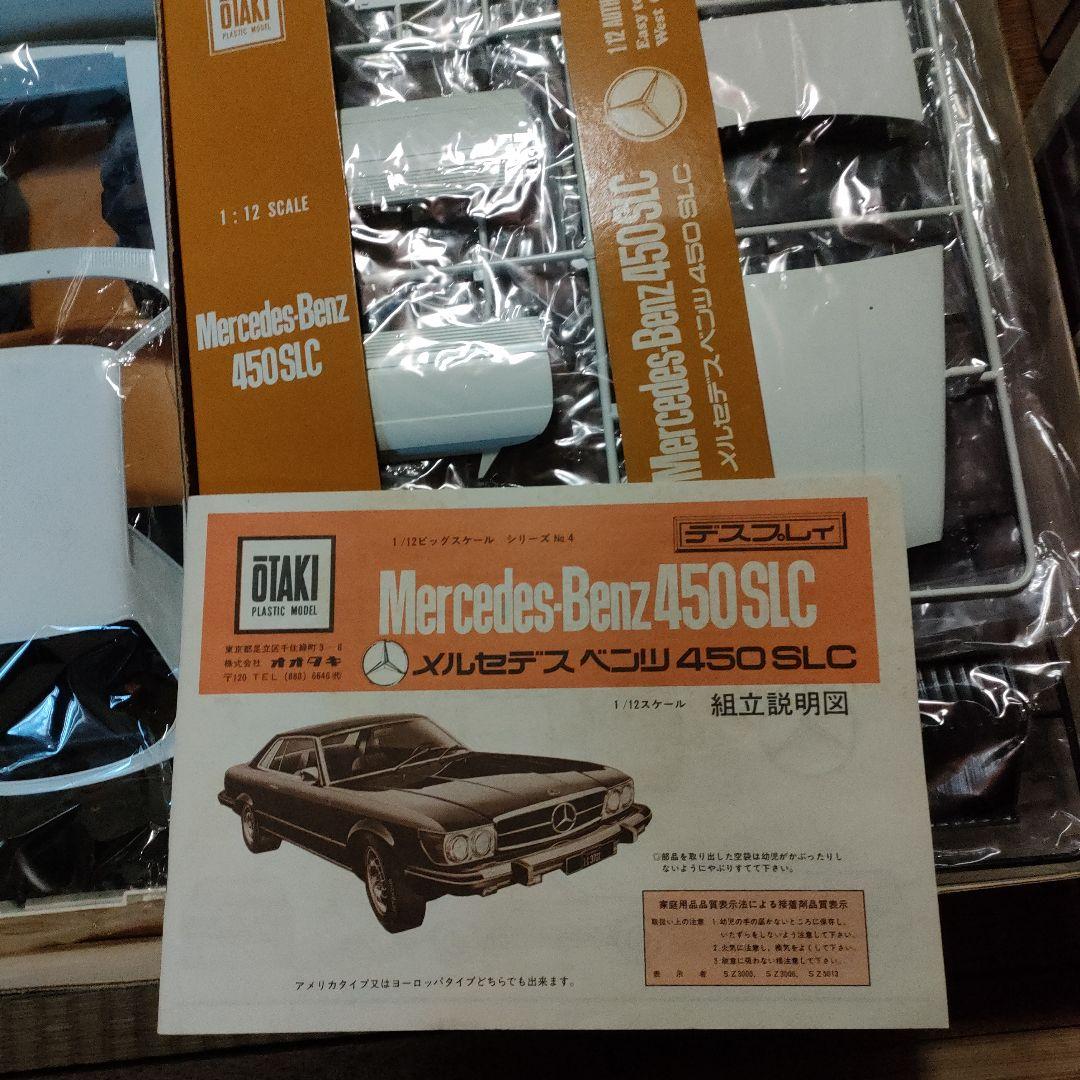 ŌTAKI
PLASTIC MODEL
1:12 SCALE
Mercedes-Benz
450SLC
Easy to
Mercedes-Benz 450SLC
メルセデス ベンツ 450 SLC
1/12ビッグスケール シリーズ No.4
デスプレイ
ŌTAKI
PLASTIC MODEL
Mercedes-Benz 450SLC
東京都足立区千住緑町3-6
株式会社 オオタキ
〒120 TEL (888) 6646㈹
メルセデス ベンツ 450 SLC
1/12スケール 組立説明図
部品を取り出した空袋は幼児がかぶったりし
ないようにやぶりすてて下さい。
家庭用品品質表示法による接着剤品質表示
取扱い上の注意 1.幼児の手の届かないところに保存し、
いたずらをしないよう注意して下さい。
2.火気に注意し、換気をよくして下さい。
3.故意に吸わない様注意して下さい。
表示者 SZ3000、SZ3006、SZ3013
アメリカタイプ又はヨーロッパタイプどちらでも出来ます。